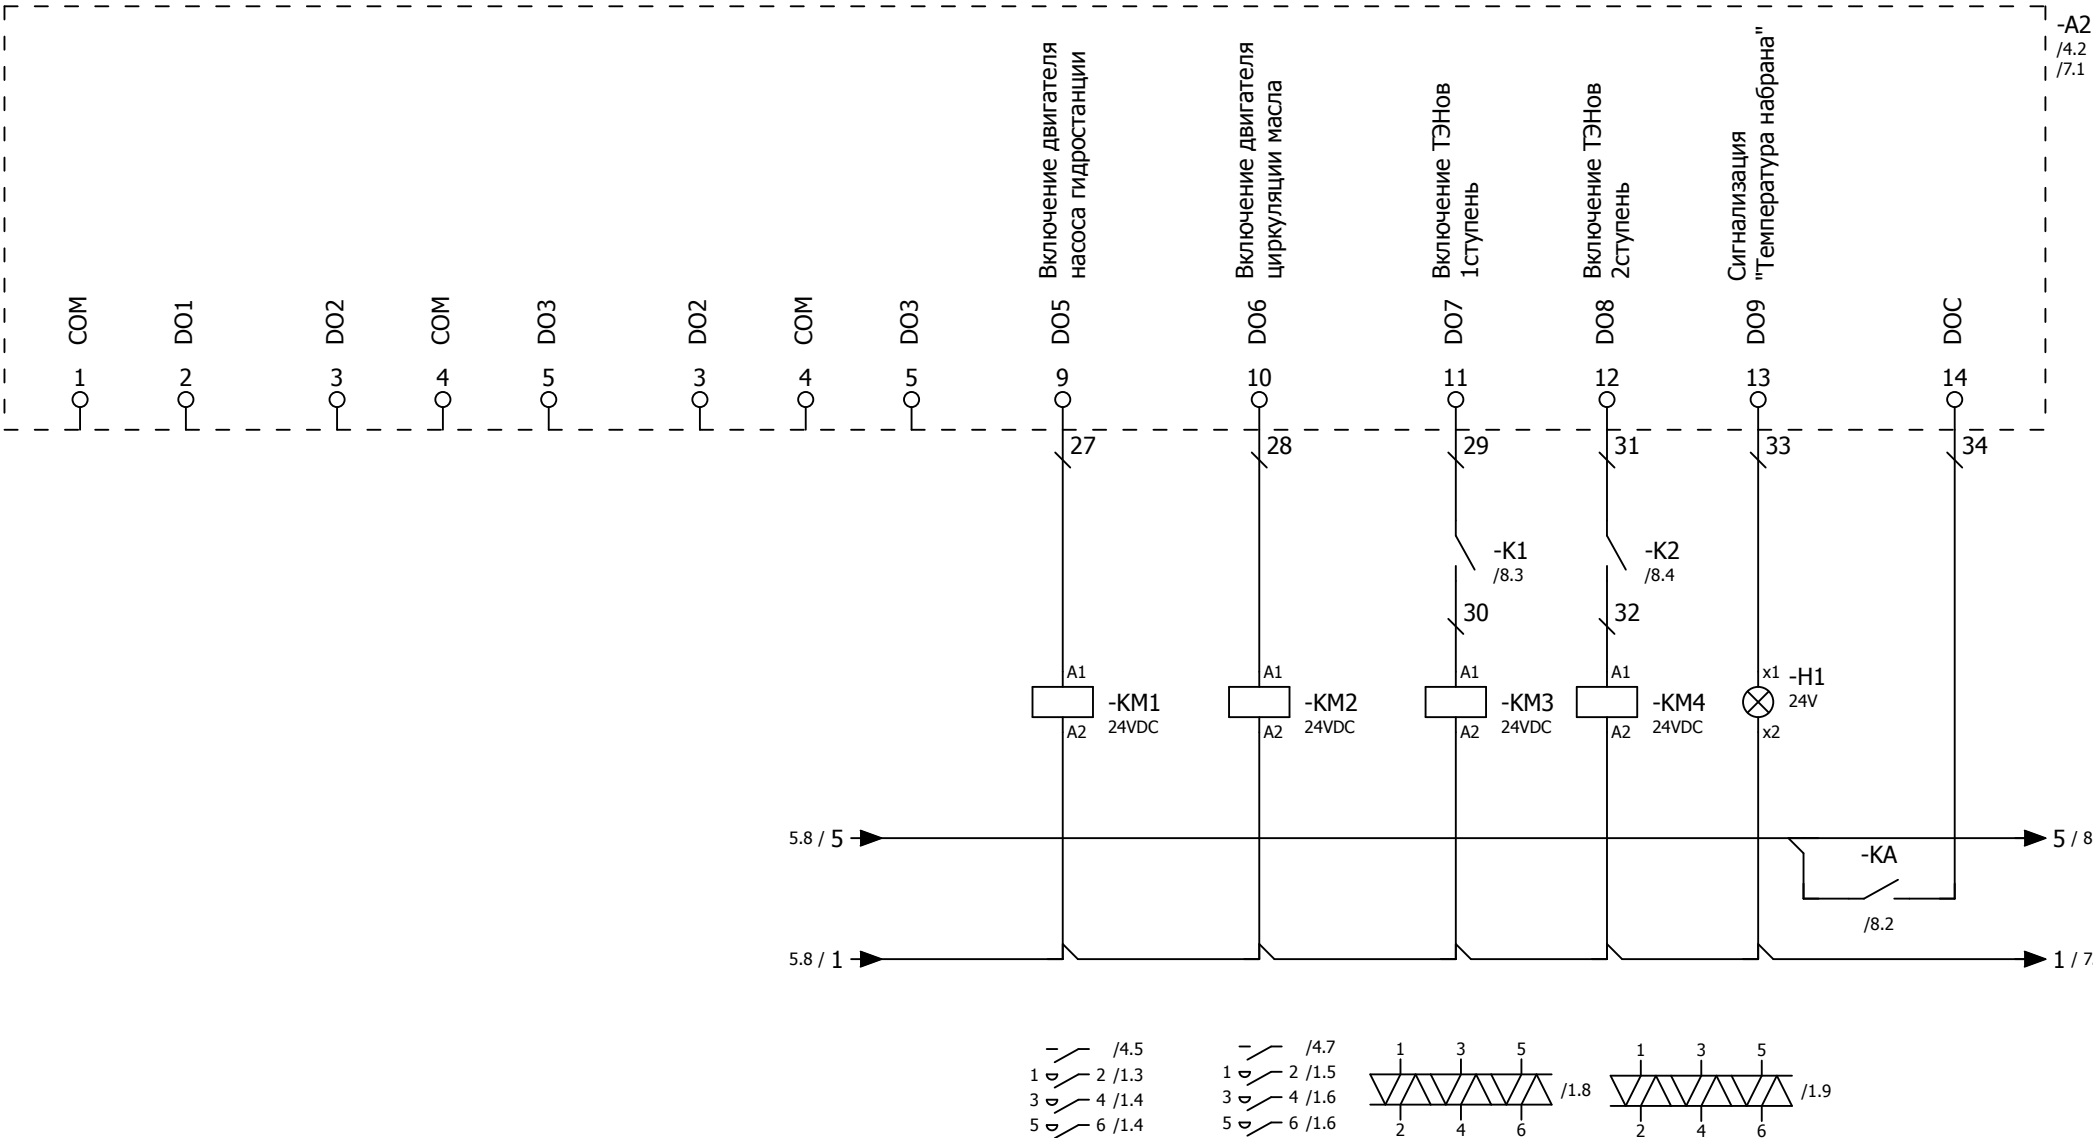 -A2
/4.2
/7.1
Включение двигателя
насоса гидростанции
Включение двигателя
циркуляции масла
Включение ТЭНов
1ступень
Включение ТЭНов
2ступень
Сигнализация
"Температура набрана"
COM DO1 DO2 COM DO3 DO2 COM DO3 DO5 DO6 DO7 DO8 DO9 DOC
1 2 3 4 5 3 4 5 9 10 11 12 13 14
27 28 29 31 33 34
-K1
/8.3
-K2
/8.4
30 32
A1 A1 A1 A1 x1
-KM1
24VDC
-KM2
24VDC
-KM3
24VDC
-KM4
24VDC
-H1
24V
A2 A2 A2 A2 x2
5.8 / 5
5 / 8
-KA
/8.2
5.8 / 1
1 / 7.
/4.5
1 2 /1.3
3 4 /1.4
5 6 /1.4
/4.7
1 2 /1.5
3 4 /1.6
5 6 /1.6
1 3 5
/1.8
2 4 6
1 3 5
/1.9
2 4 6